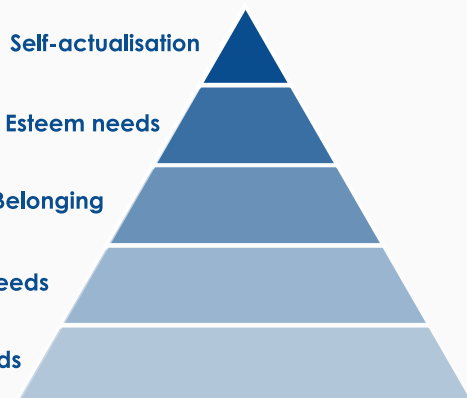 Self-actualisation
Esteem needs
Belonging
eeds
ds